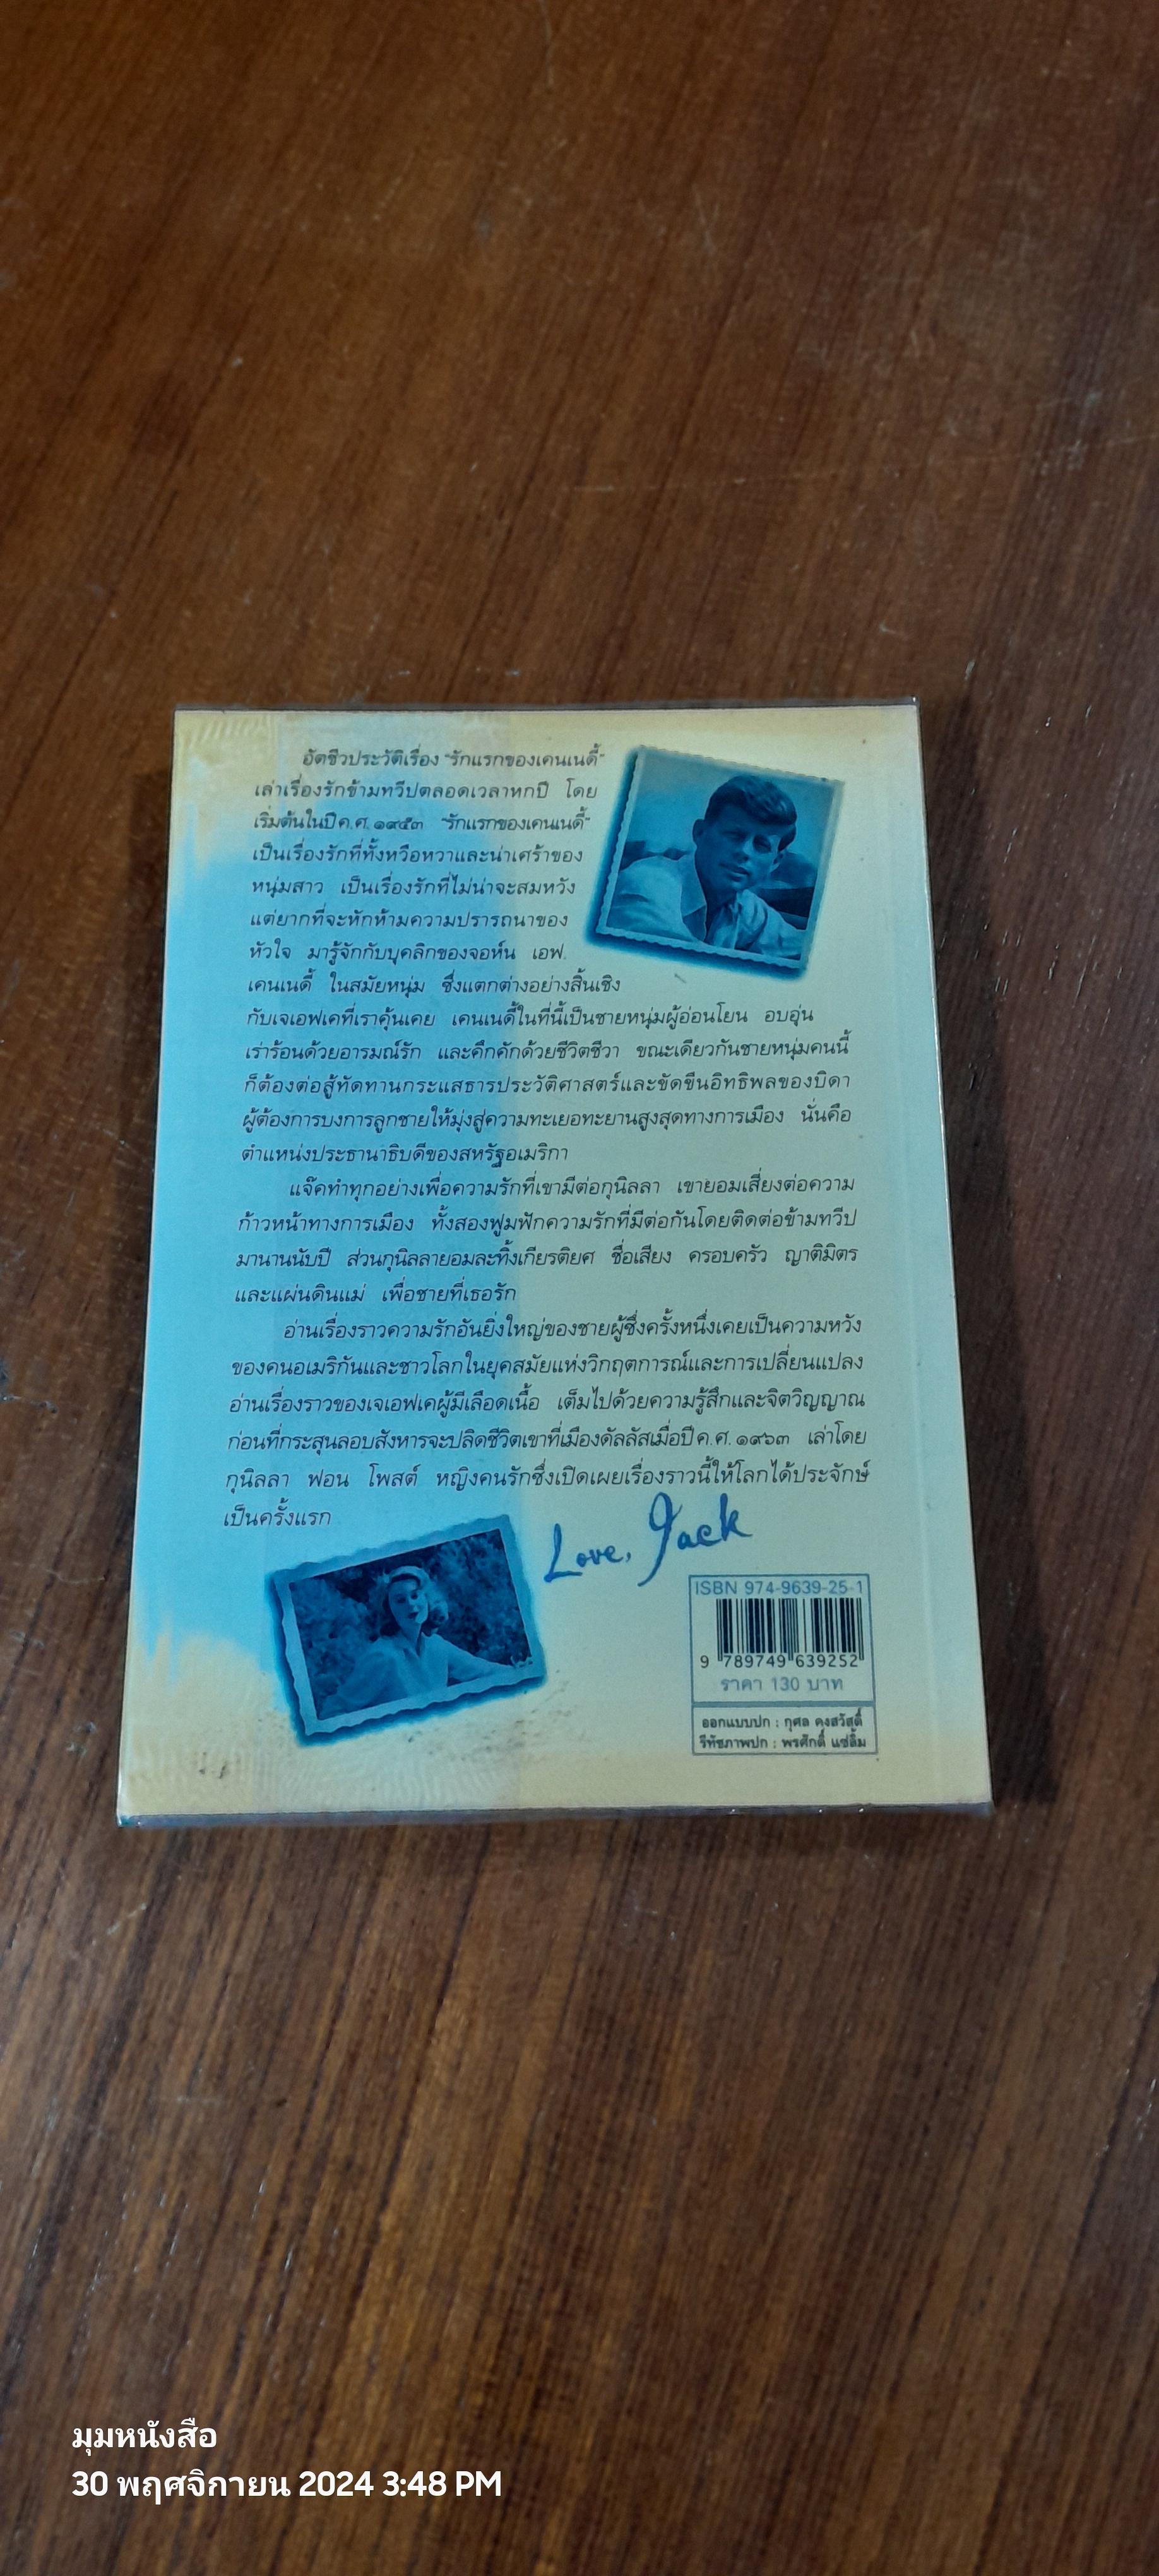 อัตชีวประวัติเรื่อง "รักแรกของเคนเนดี้"
เล่าเรื่องรักข้ามทวีปตลอดเวลาหกปี โดย
เริ่มต้นในปี ค.ศ. ๑๙๕๓ "รักแรกของเคนเนดี้"
เป็นเรื่องรักที่ทั้งหวือหวาและน่าเศร้าของ
หนุ่มสาว เป็นเรื่องรักที่ไม่น่าจะสมหวัง
แต่ยากที่จะหักห้ามความปรารถนาของ
หัวใจ มารู้จักกับบุคลิกของจอห์น เอฟ.
เคนเนดี้ ในสมัยหนุ่ม ซึ่งแตกต่างอย่างสิ้นเชิง
กับเจเอฟเคที่เราคุ้นเคย เคนเนดี้ในที่นี้เป็นชายหนุ่มผู้อ่อนโยน อบอุ่น
เร่าร้อนด้วยอารมณ์รัก และคึกคักด้วยชีวิตชีวา ขณะเดียวกันชายหนุ่มคนนี้
ก็ต้องต่อสู้ทัดทานกระแสธารประวัติศาสตร์และขัดขืนอิทธิพลของบิดา
ผู้ต้องการบงการลูกชายให้มุ่งสู่ความทะเยอทะยานสูงสุดทางการเมือง นั่นคือ
ตำแหน่งประธานาธิบดีของสหรัฐอเมริกา
แจ๊คทำทุกอย่างเพื่อความรักที่เขามีต่อกุนิลลา เขายอมเสี่ยงต่อความ
ก้าวหน้าทางการเมือง ทั้งสองฟูมฟักความรักที่มีต่อกันโดยติดต่อข้ามทวีป
มานานนับปี ส่วนกุนิลลายอมละทิ้งเกียรติยศ ชื่อเสียง ครอบครัว ญาติมิตร
และแผ่นดินแม่ เพื่อชายที่เธอรัก
อ่านเรื่องราวความรักอันยิ่งใหญ่ของชายผู้ซึ่งครั้งหนึ่งเคยเป็นความหวัง
ของคนอเมริกันและชาวโลกในยุคสมัยแห่งวิกฤตการณ์และการเปลี่ยนแปลง
อ่านเรื่องราวของเจเอฟเคผู้มีเลือดเนื้อ เต็มไปด้วยความรู้สึกและจิตวิญญาณ
ก่อนที่กระสุนลอบสังหารจะปลิดชีวิตเขาที่เมืองดัลลัสเมื่อปี ค.ศ. ๑๙๖๓ เล่าโดย
กุนิลลา ฟอน โพสต์ หญิงคนรักซึ่งเปิดเผยเรื่องราวนี้ให้โลกได้ประจักษ์
เป็นครั้งแรก
Love, Jack
ISBN 974-9639-25-1
9 789749 639252
ราคา 130 บาท
ออกแบบปก : กุศล คงสวัสดิ์
รีทัชภาพปก : พรศักดิ์ แซ่ลิ้ม
มุมหนังสือ
30 พฤศจิกายน 2024 3:48 PM